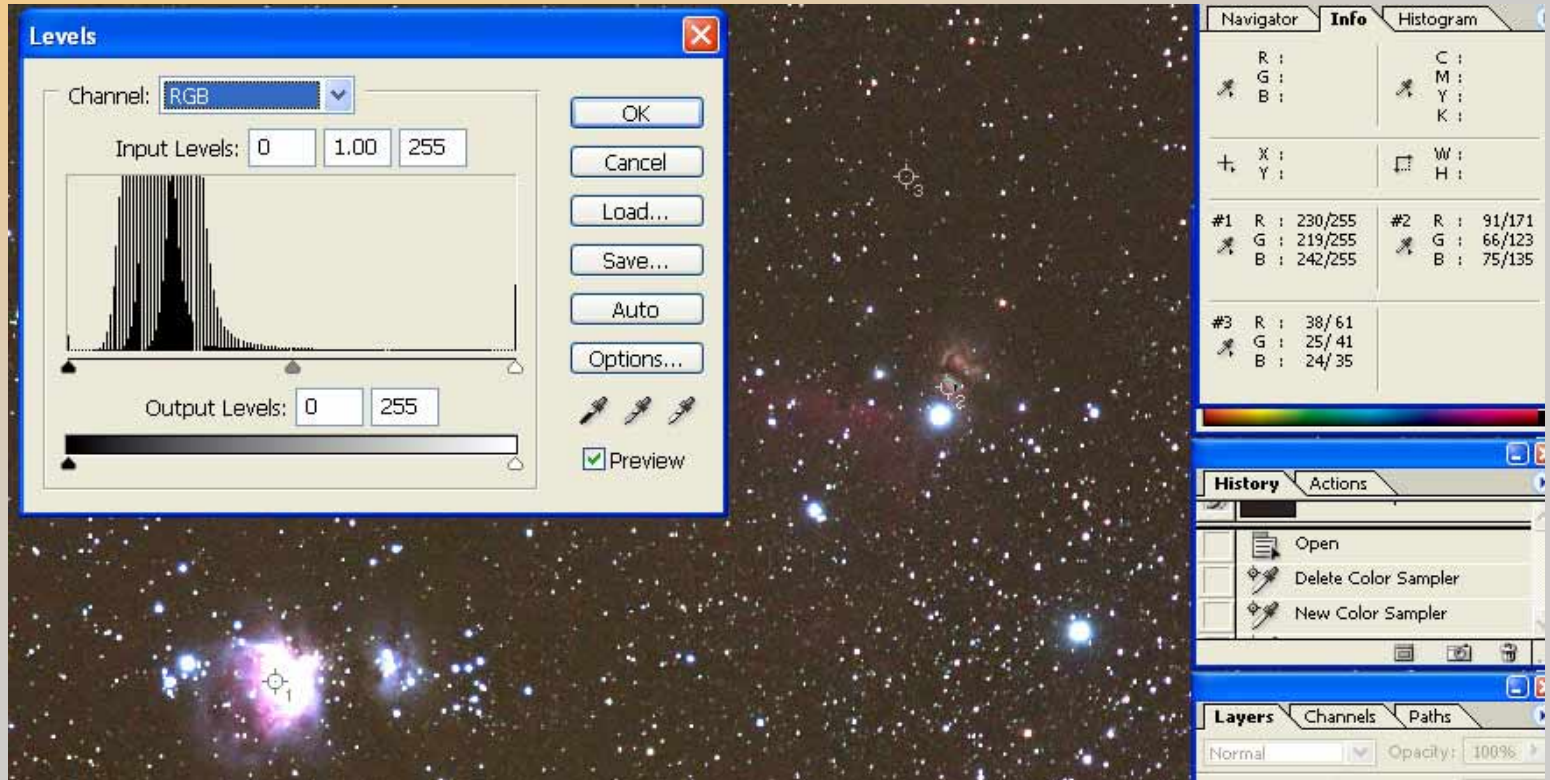 Levels
Channel: RGB
Input Levels: 0 1.00 255
Output Levels: 0 255
OK
Cancel
Load...
Save...
Auto
Options...
Preview
3
2
1
Navigator Info Histogram
R : C :
G : M :
B : Y :
K :
X : W :
Y : H :
#1 R : 230/255 #2 R : 91/171
G : 219/255 G : 66/123
B : 242/255 B : 75/135
#3 R : 38/ 61
G : 25/ 41
B : 24/ 35
History Actions
Open
Delete Color Sampler
New Color Sampler
Layers Channels Paths
Normal Opacity: 100%